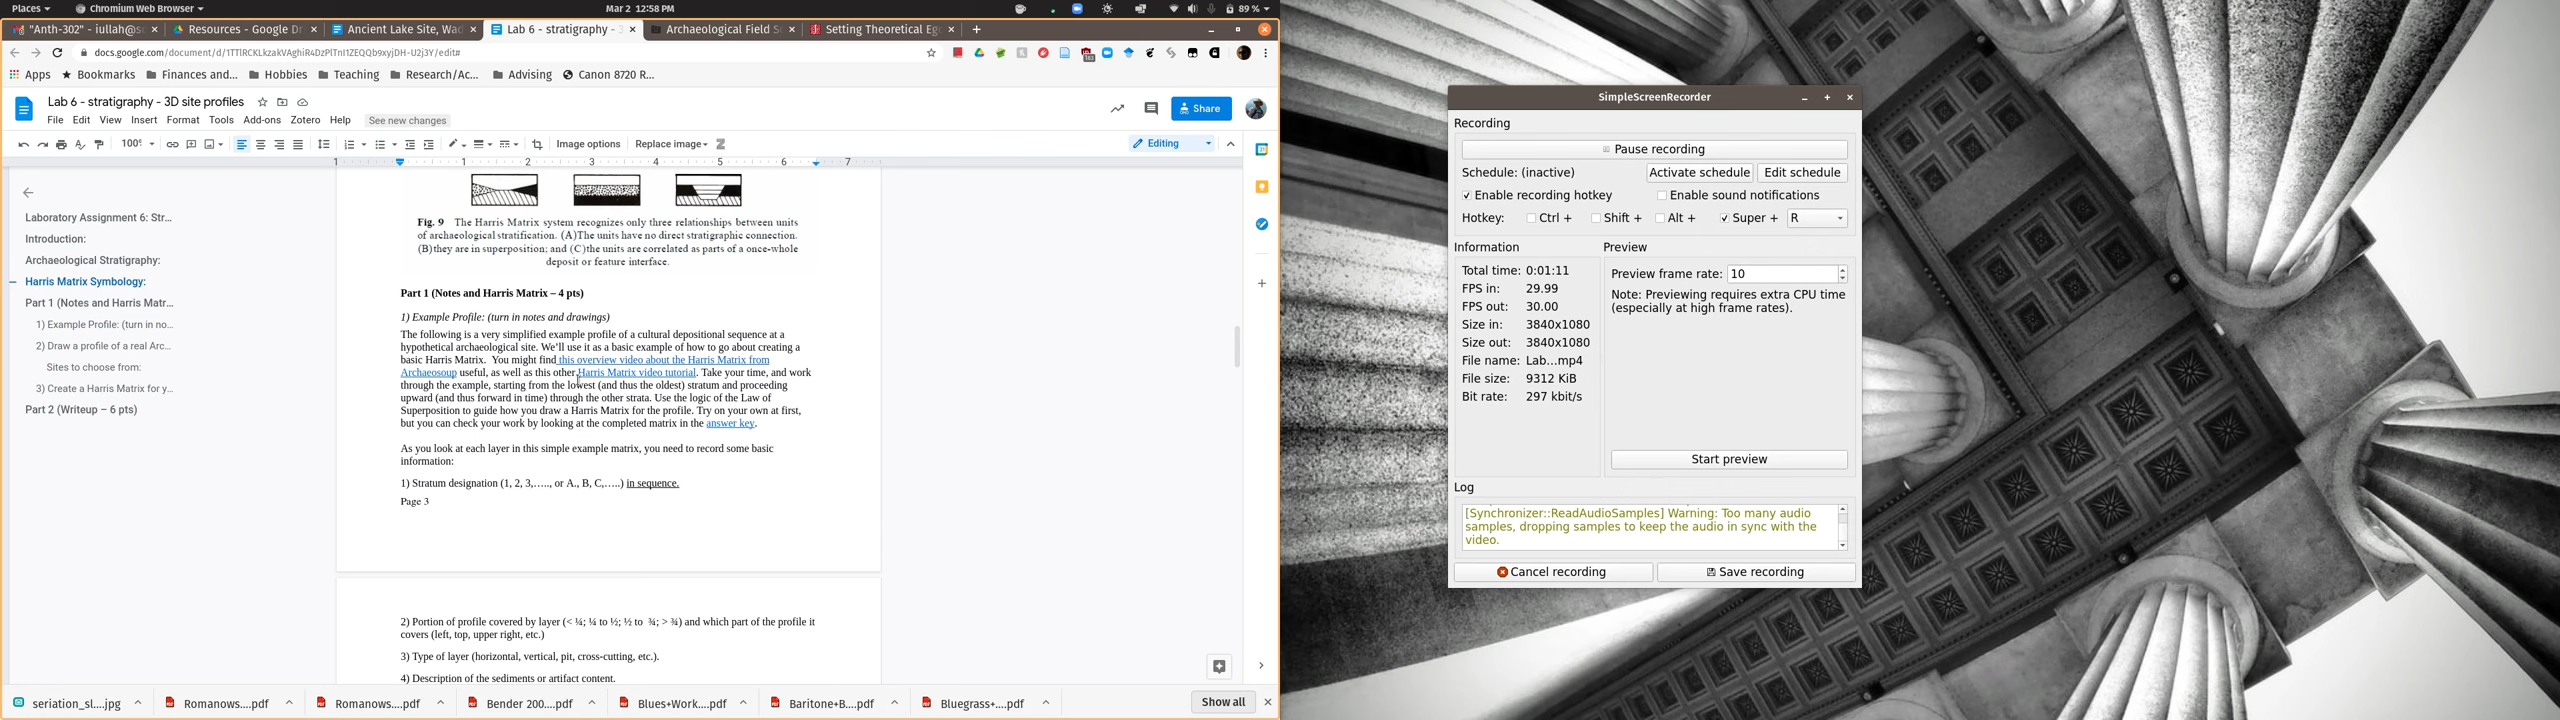 Places
Chromium Web Browser
Mar 2 12:58 PM
89 %
"Anth-302" - iullah@s
Resources - Google Dr
Ancient Lake Site, Wad
Lab 6 - stratigraphy - 3
Archaeological Field S
Setting Theoretical Eg
docs.google.com/document/d/1TTlRCKLkzakVAghiR4DzPlTnI1ZEQQb9xyjDH-U2j3Y/edit#
Apps
Bookmarks
Finances and...
Hobbies
Teaching
Research/Ac...
Advising
Canon 8720 R...
Lab 6 - stratigraphy - 3D site profiles
Share
File Edit View Insert Format Tools Add-ons Zotero Help See new changes
100%
Image options
Replace image
Editing
1 1 2 3 4 5 6 7
Laboratory Assignment 6: Str...
Introduction:
Archaeological Stratigraphy:
Harris Matrix Symbology:
Part 1 (Notes and Harris Matr...
1) Example Profile: (turn in no...
2) Draw a profile of a real Arc...
Sites to choose from:
3) Create a Harris Matrix for y...
Part 2 (Writeup – 6 pts)
Fig. 9 The Harris Matrix system recognizes only three relationships between units
of archaeological stratification. (A)The units have no direct stratigraphic connection.
(B)they are in superposition; and (C)the units are correlated as parts of a once-whole
deposit or feature interface.
Part 1 (Notes and Harris Matrix – 4 pts)
1) Example Profile: (turn in notes and drawings)
The following is a very simplified example profile of a cultural depositional sequence at a
hypothetical archaeological site. We'll use it as a basic example of how to go about creating a
basic Harris Matrix. You might find this overview video about the Harris Matrix from
Archaeosoup useful, as well as this other Harris Matrix video tutorial. Take your time, and work
through the example, starting from the lowest (and thus the oldest) stratum and proceeding
upward (and thus forward in time) through the other strata. Use the logic of the Law of
Superposition to guide how you draw a Harris Matrix for the profile. Try on your own at first,
but you can check your work by looking at the completed matrix in the answer key.
As you look at each layer in this simple example matrix, you need to record some basic
information:
1) Stratum designation (1, 2, 3,….., or A., B, C,…..) in sequence.
Page 3
2) Portion of profile covered by layer (< ¼; ¼ to ½; ½ to ¾; > ¾) and which part of the profile it
covers (left, top, upper right, etc.)
3) Type of layer (horizontal, vertical, pit, cross-cutting, etc.).
4) Description of the sediments or artifact content.
seriation_sl....jpg
Romanows....pdf
Romanows....pdf
Bender 200....pdf
Blues+Work....pdf
Baritone+B....pdf
Bluegrass+....pdf
Show all
SimpleScreenRecorder
Recording
Pause recording
Schedule: (inactive)
Activate schedule
Edit schedule
Enable recording hotkey
Enable sound notifications
Hotkey: Ctrl + Shift + Alt + Super + R
Information
Total time: 0:01:11
FPS in: 29.99
FPS out: 30.00
Size in: 3840x1080
Size out: 3840x1080
File name: Lab...mp4
File size: 9312 KiB
Bit rate: 297 kbit/s
Preview
Preview frame rate: 10
Note: Previewing requires extra CPU time
(especially at high frame rates).
Start preview
Log
[Synchronizer::ReadAudioSamples] Warning: Too many audio
samples, dropping samples to keep the audio in sync with the
video.
Cancel recording
Save recording